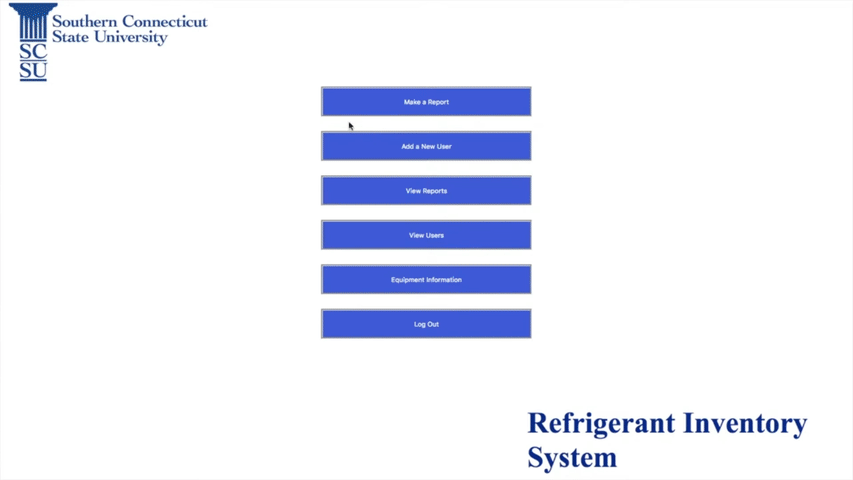 Southern Connecticut
State University
SC
SU
Make a Report
Add a New User
View Reports
View Users
Equipment Information
Log Out
Refrigerant Inventory
System